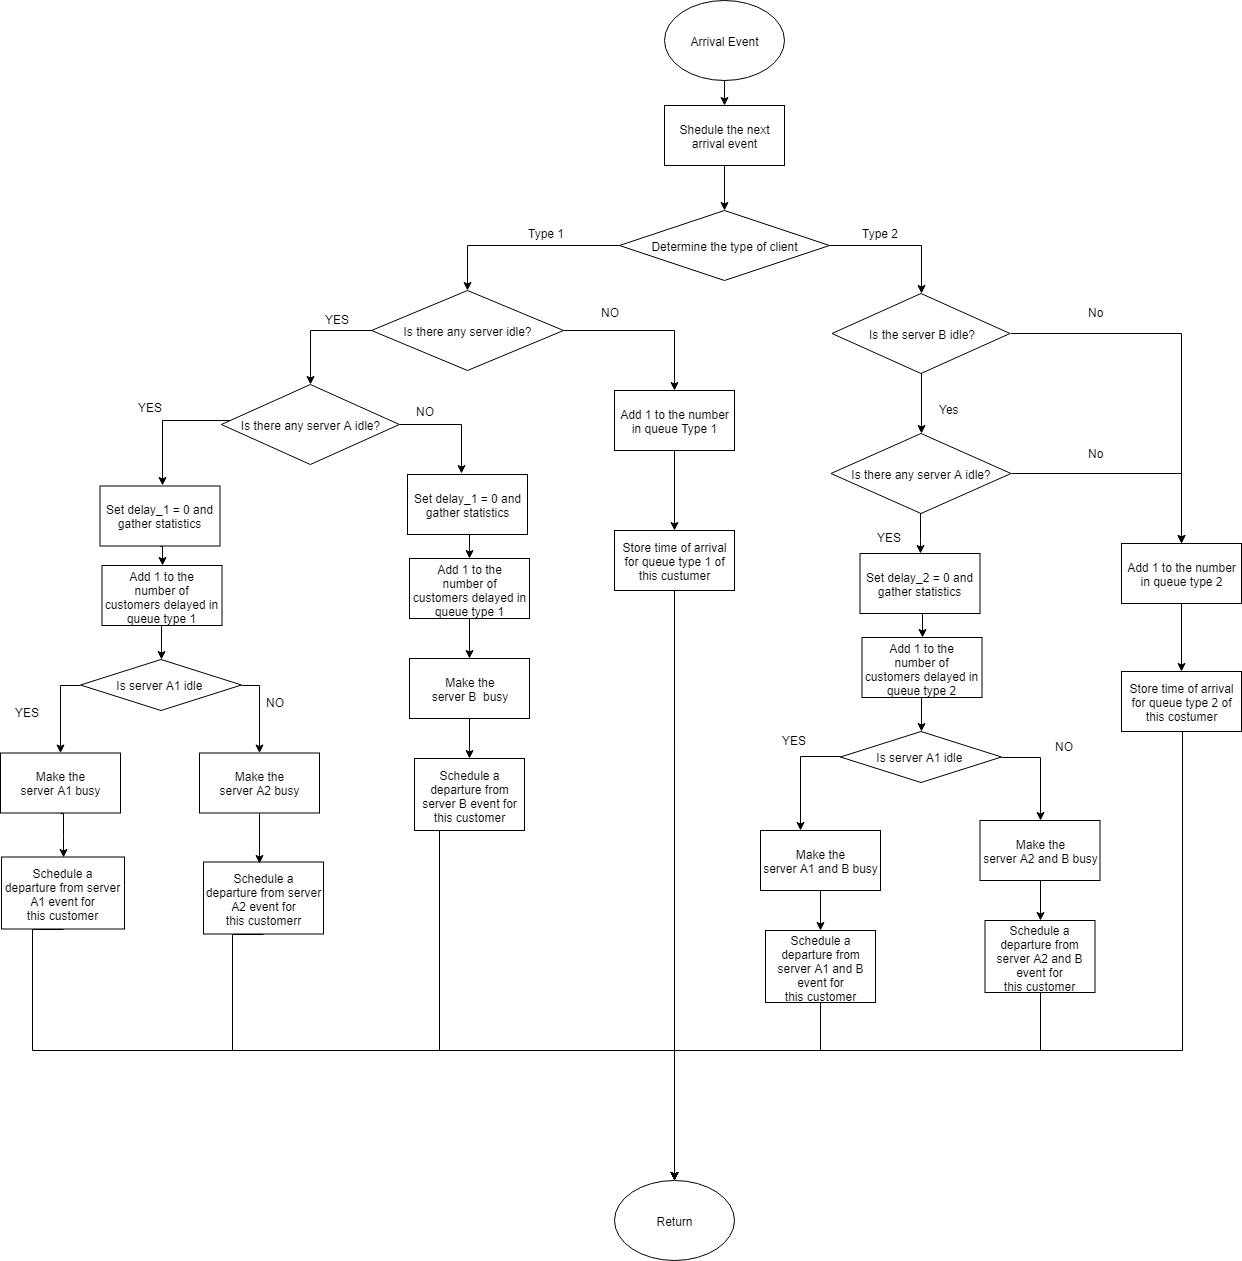 Arrival Event
Shedule the next
arrival event
Type 1
Determine the type of client
Type 2
YES
Is there any server idle?
NO
Is the server B idle?
No
YES
Is there any server A idle?
NO
Add 1 to the number
in queue Type 1
Yes
Is there any server A idle?
No
Set delay_1 = 0 and
gather statistics
Set delay_1 = 0 and
gather statistics
Store time of arrival
for queue type 1 of
this custumer
YES
Add 1 to the number
in queue type 2
Add 1 to the
number of
customers delayed in
queue type 1
Add 1 to the
number of
customers delayed in
queue type 1
Set delay_2 = 0 and
gather statistics
Add 1 to the
number of
customers delayed in
queue type 2
Store time of arrival
for queue type 2 of
this costumer
YES
Is server A1 idle
NO
Make the
server B  busy
YES
Is server A1 idle
NO
Make the
server A1 busy
Make the
server A2 busy
Schedule a
departure from
server B event for
this customer
Make the
server A1 and B busy
Make the
server A2 and B busy
Schedule a
departure from server
A1 event for
this customer
Schedule a
departure from server
A2 event for
this customerr
Schedule a
departure from
server A1 and B
event for
this customer
Schedule a
departure from
server A2 and B
event for
this customer
Return